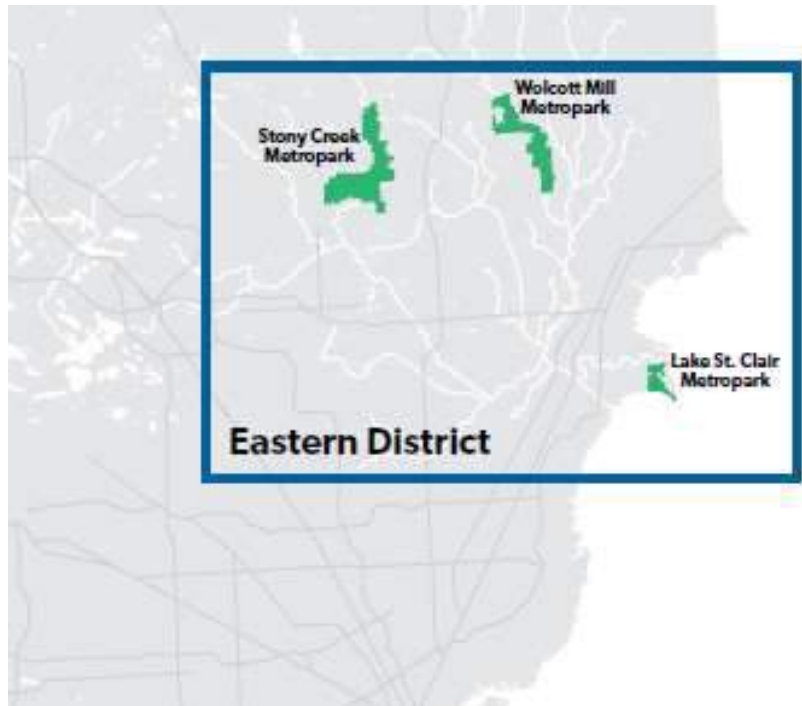 Wolcott Mill
Metropark
Stony Creek
Metropark
Lake St. Clair
Metropark
Eastern District